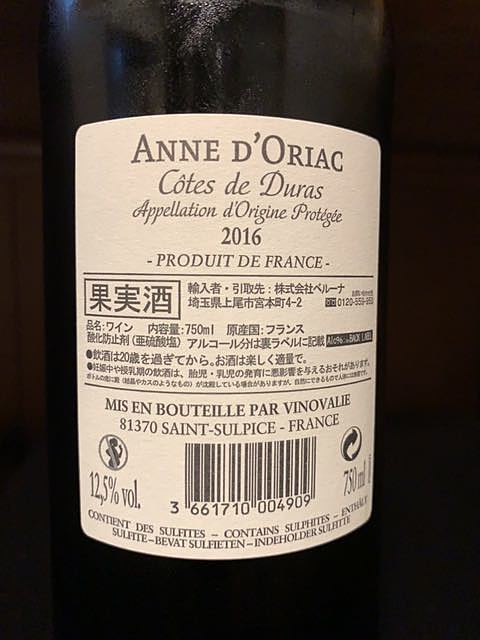 ANNE D'ORIAC
Côtes de Duras
Appellation d'Origine Protégée
2016
- PRODUIT DE FRANCE -
果実酒
輸入者・引取先：株式会社ベルーナ
埼玉県上尾市宮本町4-2 0120-359-953
品名:ワイン 内容量:750ml 原産国:フランス
酸化防止剤(亜硫酸塩) アルコール分は裏ラベルに記載 Alc%: BACK LABEL
●飲酒は20歳を過ぎてから。お酒は楽しく適量で。
●妊娠中や授乳期の飲酒は、胎児・乳児の発育に悪影響を与えるおそれがあります。
MIS EN BOUTEILLE PAR VINOVALIE
81370 SAINT-SULPICE - FRANCE
12,5% vol.
750 ml
3 661710 004909
CONTIENT DES SULFITES - CONTAINS SULPHITES - ENTHÄLT
SULFITE - BEVAT SULFIETEN - INDEHOLDER SULFITTER